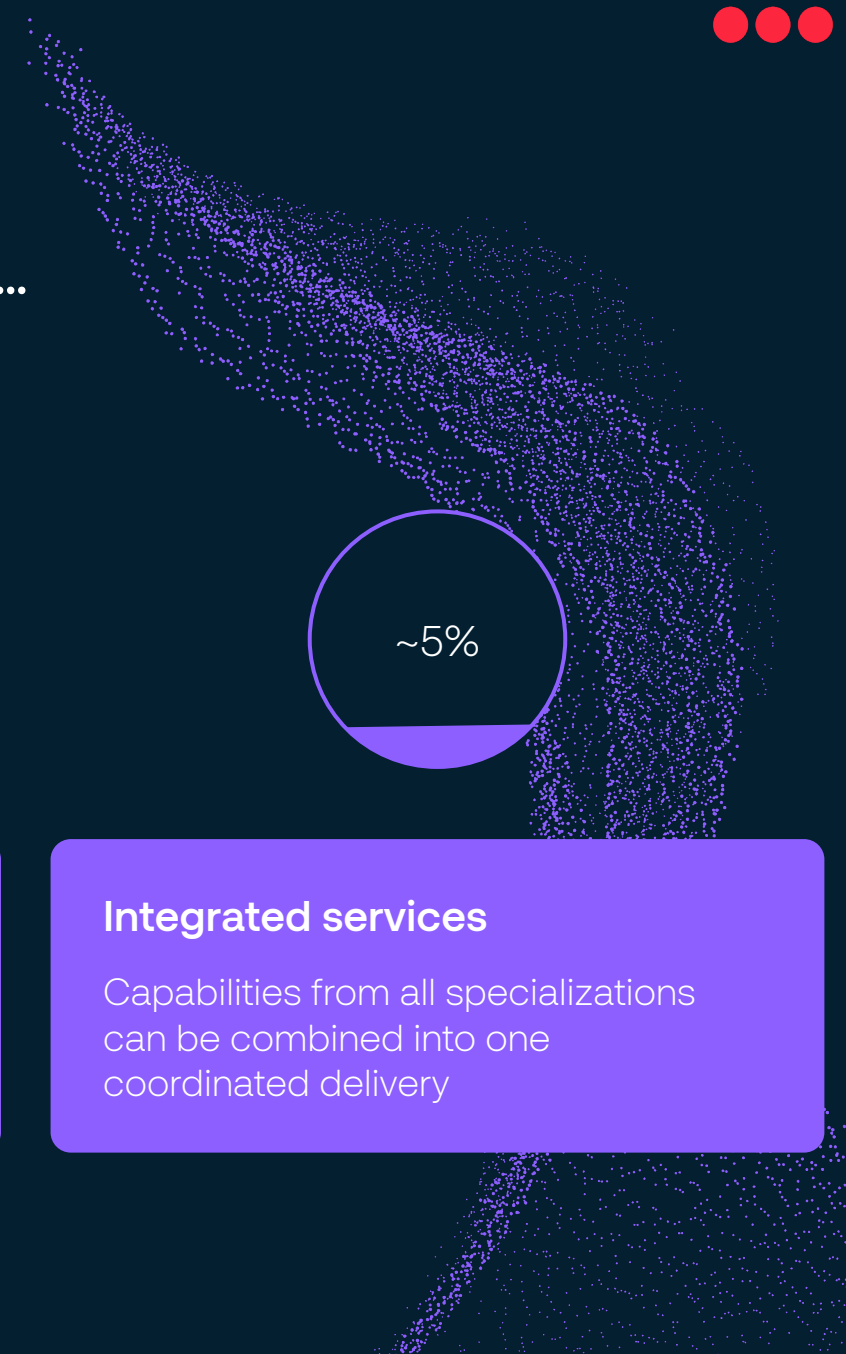 ...
~5%
Integrated services
Capabilities from all specializations
can be combined into one
coordinated delivery